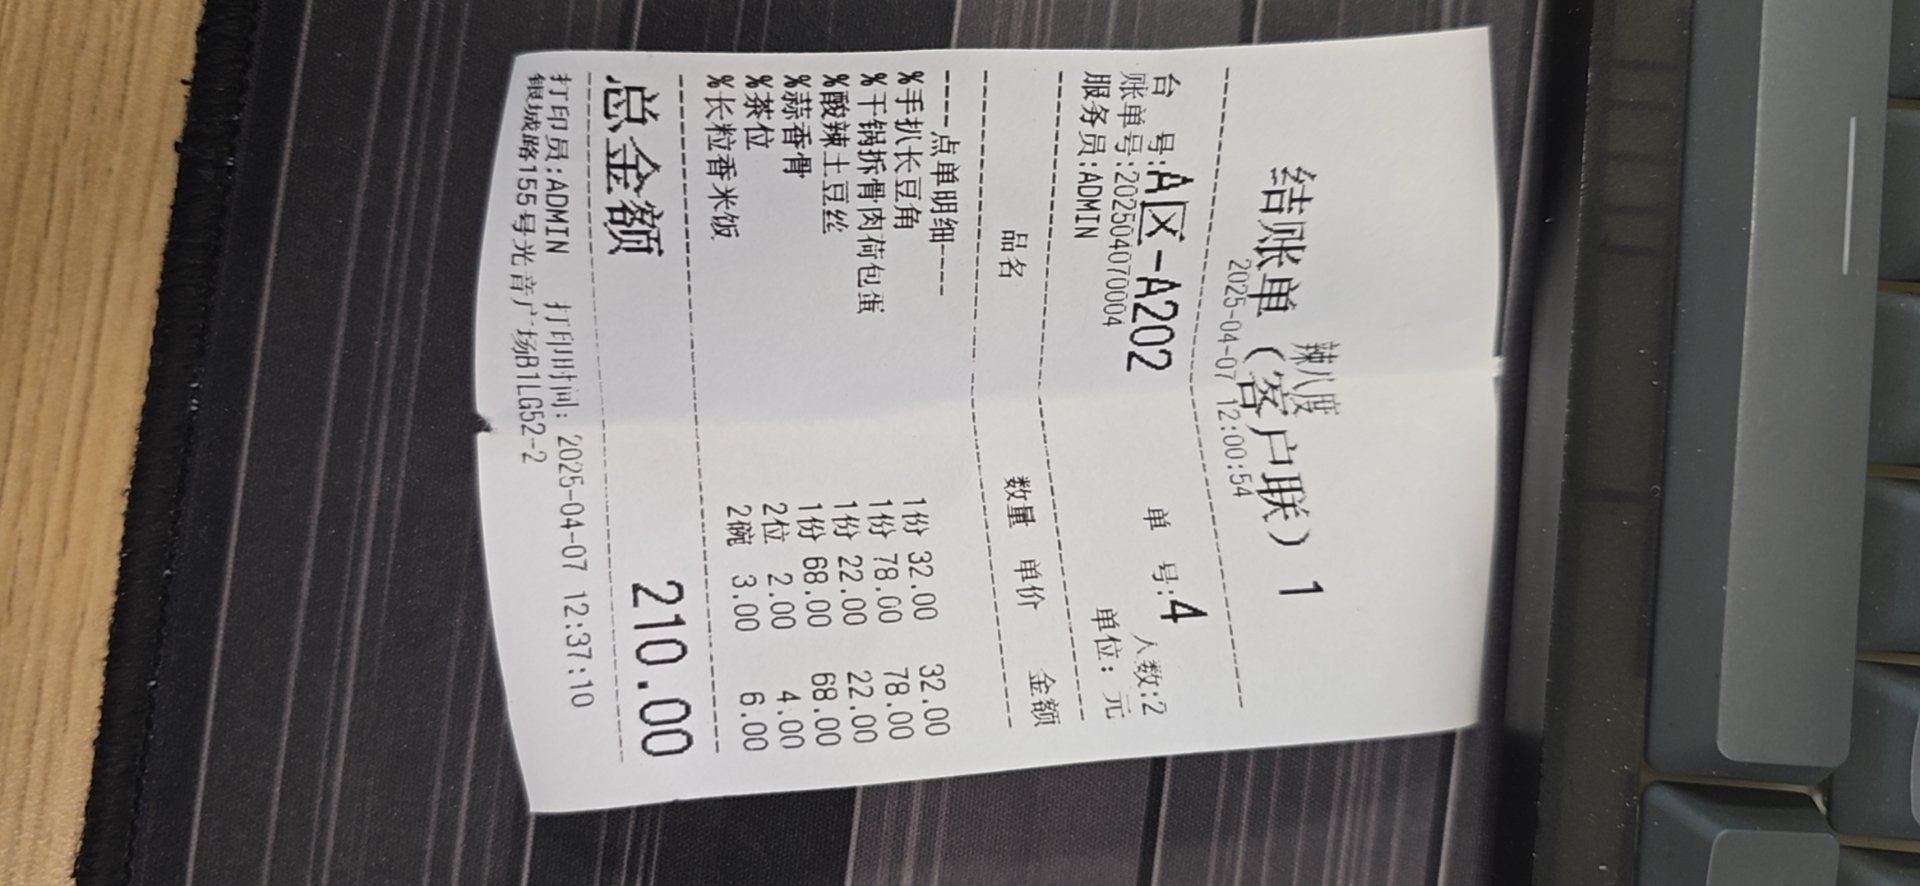 辣八度
结账单（客户联） 1
2025-04-07 12:00:54
台 号:A区-A202 单 号:4
账单号:202504070004 人数:2
服务员:ADMIN 单位: 元
品名 数量 单价 金额
----点单明细----
%手扒长豆角 1份 32.00 32.00
%干锅拆骨肉荷包蛋 1份 78.00 78.00
%酸辣土豆丝 1份 22.00 22.00
%蒜香骨 1份 68.00 68.00
%茶位 2位 2.00 4.00
%长粒香米饭 2碗 3.00 6.00
总金额 210.00
打印员:ADMIN 打印时间: 2025-04-07 12:37:10
银城路155号光音广场B1LG52-2